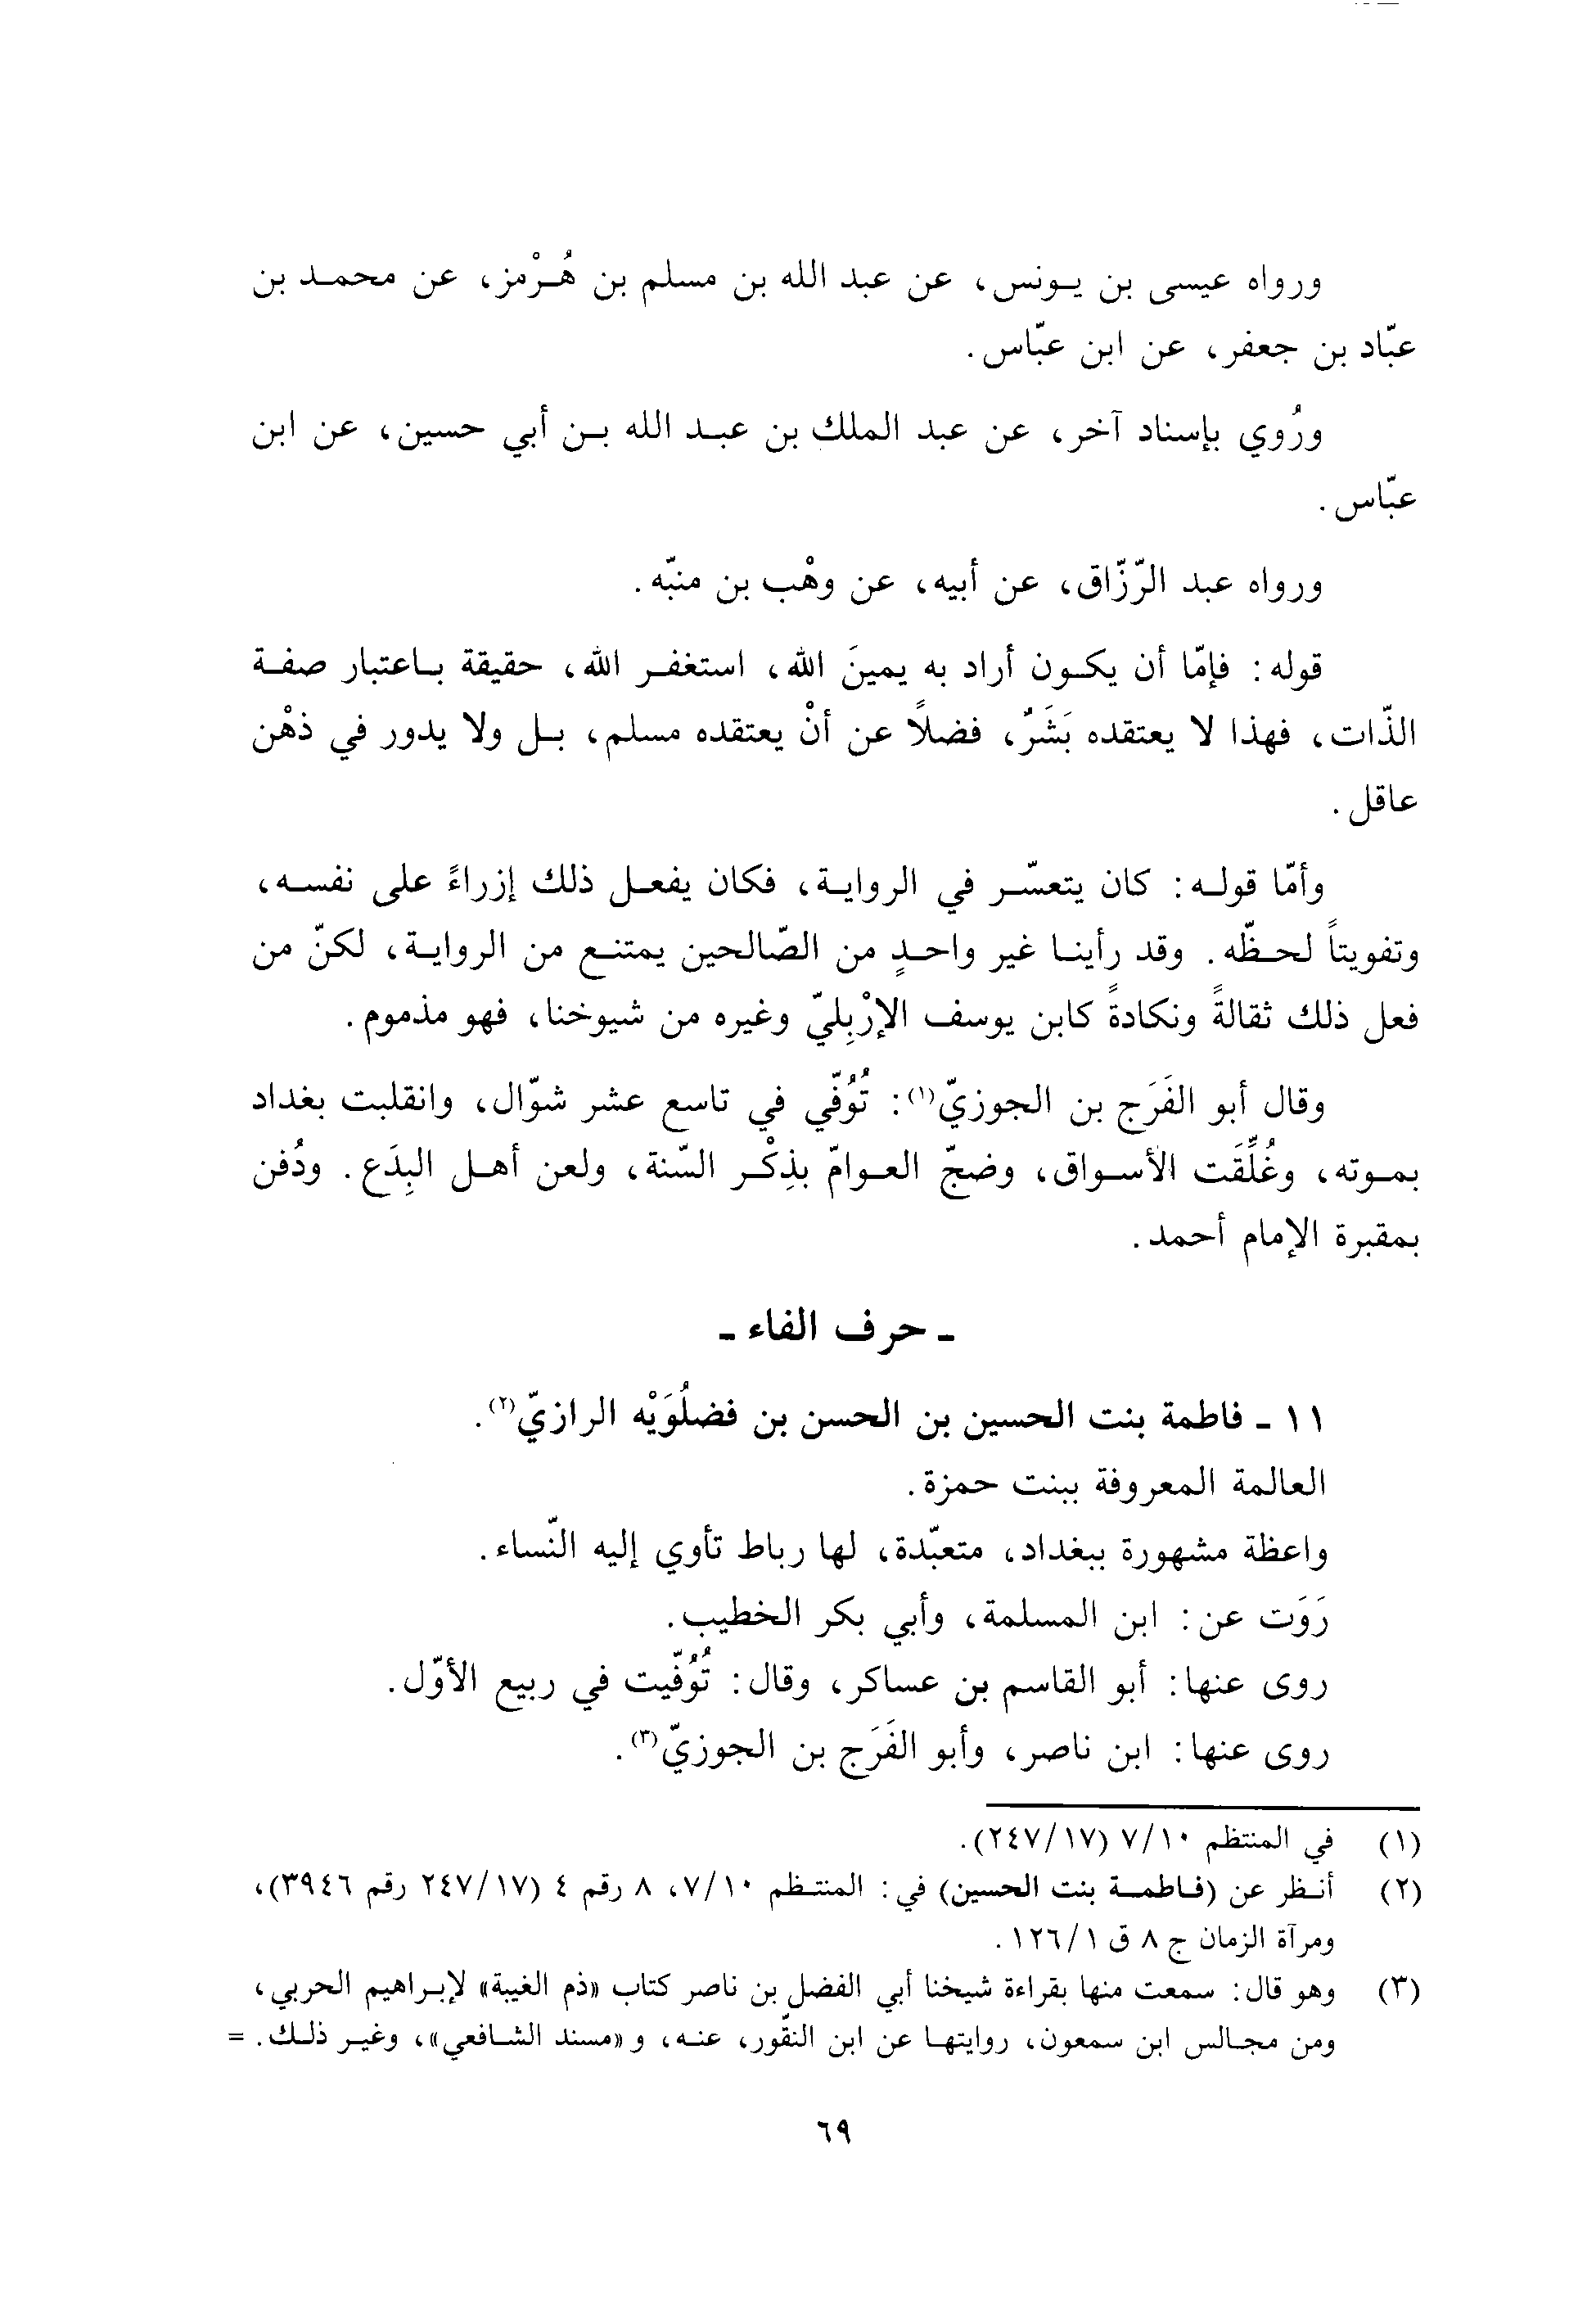 ورواه عيسى بن يونس، عن عبد الله بن مسلم بن هُرْمز، عن محمد بن
عبّاد بن جعفر، عن ابن عبّاس.
ورُوي بإسناد آخر، عن عبد الملك بن عبد الله بن أبي حسين، عن ابن
عبّاس.
ورواه عبد الرّزّاق، عن أبيه، عن وهْب بن منبّه.
قوله: فإمّا أن يكون أراد به يمينَ الله، استغفر الله، حقيقة باعتبار صفة
الذّات، فهذا لا يعتقده بَشَرٌ، فضلاً عن أنْ يعتقده مسلم، بل ولا يدور في ذهْن
عاقل.
وأمّا قوله: كان يتعسّر في الرواية، فكان يفعل ذلك إزراءً على نفسه،
وتفويتاً لحظّه. وقد رأينا غير واحدٍ من الصّالحين يمتنع من الرواية، لكنّ من
فعل ذلك ثقالةً ونكادةً كابن يوسف الإرْبِليّ وغيره من شيوخنا، فهو مذموم.
وقال أبو الفَرَج بن الجوزيّ(١): تُوُفّي في تاسع عشر شوّال، وانقلبت بغداد
بموته، وغُلِّقَت الأسواق، وضجّ العوامّ بذِكْر السّنة، ولعن أهل البِدَع. ودُفن
بمقبرة الإمام أحمد.
ـ حرف الفاء ـ
١١ ـ فاطمة بنت الحسين بن الحسن بن فضلُوَيْه الرازيّ(٢).
العالمة المعروفة ببنت حمزة.
واعظة مشهورة ببغداد، متعبّدة، لها رباط تأوي إليه النّساء.
رَوَت عن: ابن المسلمة، وأبي بكر الخطيب.
روى عنها: أبو القاسم بن عساكر، وقال: تُوُفّيت في ربيع الأوّل.
روى عنها: ابن ناصر، وأبو الفَرَج بن الجوزيّ(٣).
(١) في المنتظم ٧/١٠ (٢٤٧/١٧).
(٢) أنظر عن (فاطمة بنت الحسين) في: المنتظم ٧/١٠، ٨ رقم ٤ (٢٤٧/١٧ رقم ٣٩٤٦)،
ومرآة الزمان ج ٨ ق ١٢٦/١.
(٣) وهو قال: سمعت منها بقراءة شيخنا أبي الفضل بن ناصر كتاب «ذم الغيبة» لإبراهيم الحربي،
ومن مجالس ابن سمعون، روايتها عن ابن النقّور، عنه، و«مسند الشافعي»، وغير ذلك. =
٦٩